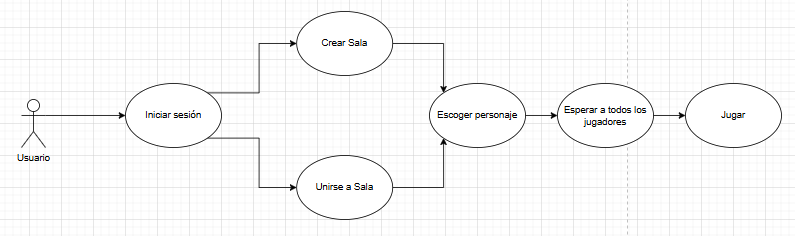 Crear Sala
Iniciar sesión
Escoger personaje
Esperar a todos los
jugadores
Jugar
Usuario
Unirse a Sala